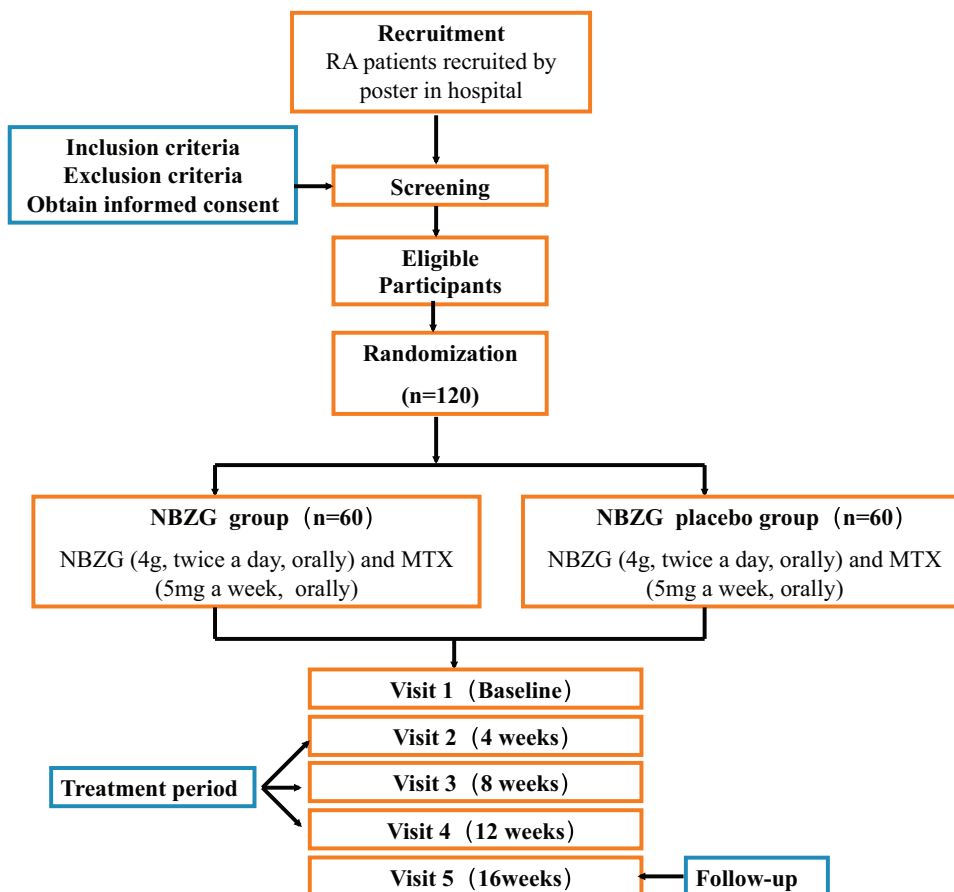 Recruitment
RA patients recruited by
poster in hospital
Inclusion criteria
Exclusion criteria
Obtain informed consent
Screening
Eligible
Participants
Randomization
(n=120)
NBZG group（n=60）
NBZG (4g, twice a day, orally) and MTX
(5mg a week, orally)
NBZG placebo group（n=60）
NBZG (4g, twice a day, orally) and MTX
(5mg a week, orally)
Visit 1（Baseline）
Visit 2（4 weeks）
Treatment period
Visit 3（8 weeks）
Visit 4（12 weeks）
Visit 5（16weeks）
Follow-up